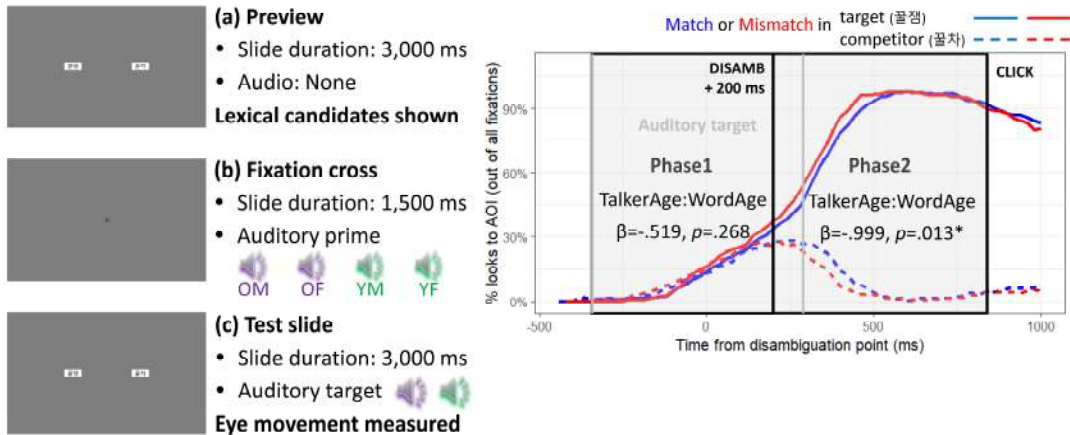 (a) Preview
• Slide duration: 3,000 ms
• Audio: None
Lexical candidates shown
(b) Fixation cross
• Slide duration: 1,500 ms
• Auditory prime
OM OF YM YF
(c) Test slide
• Slide duration: 3,000 ms
• Auditory target
Eye movement measured
Match or Mismatch in target (꿀잼)
competitor (꿀차)
DISAMB
+ 200 ms
CLICK
Auditory target
Phase1
TalkerAge:WordAge
β=-.519, p=.268
Phase2
TalkerAge:WordAge
β=-.999, p=.013*
% looks to AOI (out of all fixations)
90%
60%
30%
0%
-500 0 500 1000
Time from disambiguation point (ms)